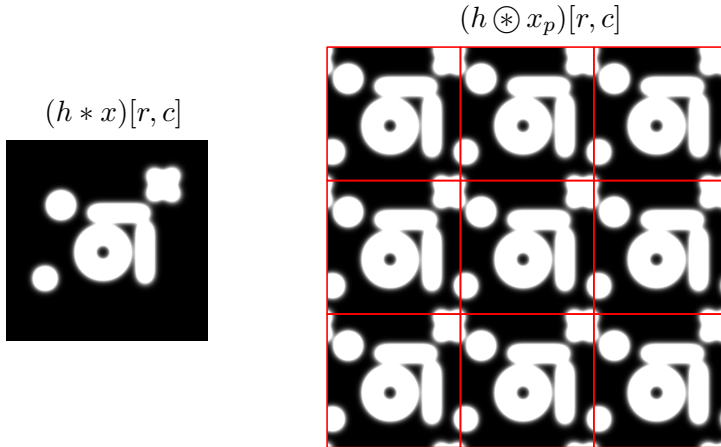 (h ⊛ x_p)[r, c]
(h * x)[r, c]